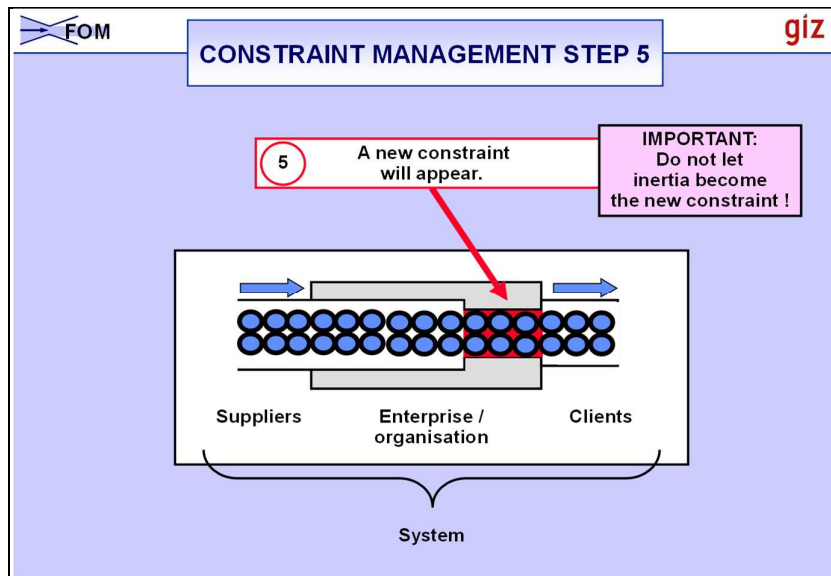 FOM
giz
CONSTRAINT MANAGEMENT STEP 5
5
A new constraint
will appear.
IMPORTANT:
Do not let
inertia become
the new constraint !
Suppliers
Enterprise /
organisation
Clients
System